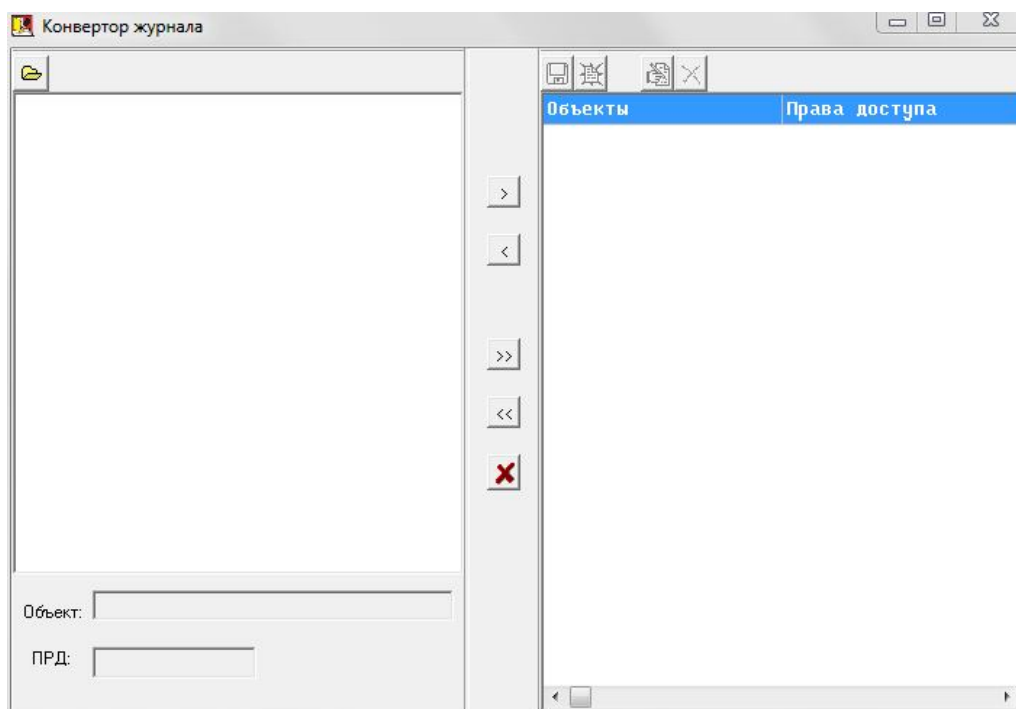 Конвертор журнала
Объекты Права доступа
>
<
>>
<<
Объект:
ПРД: